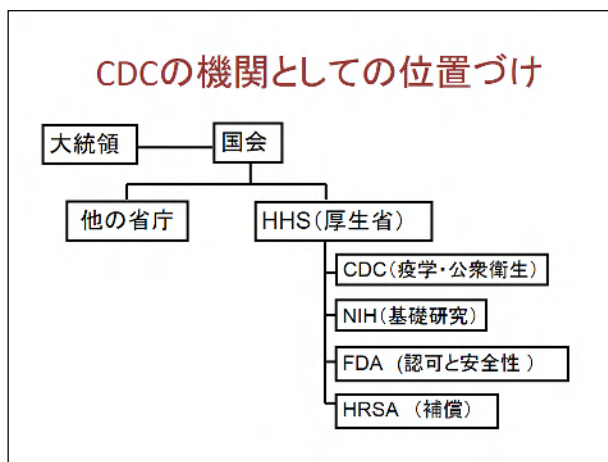 CDCの機関としての位置づけ
大統領
国会
他の省庁
HHS(厚生省)
CDC(疫学・公衆衛生)
NIH(基礎研究)
FDA (認可と安全性 )
HRSA (補償)